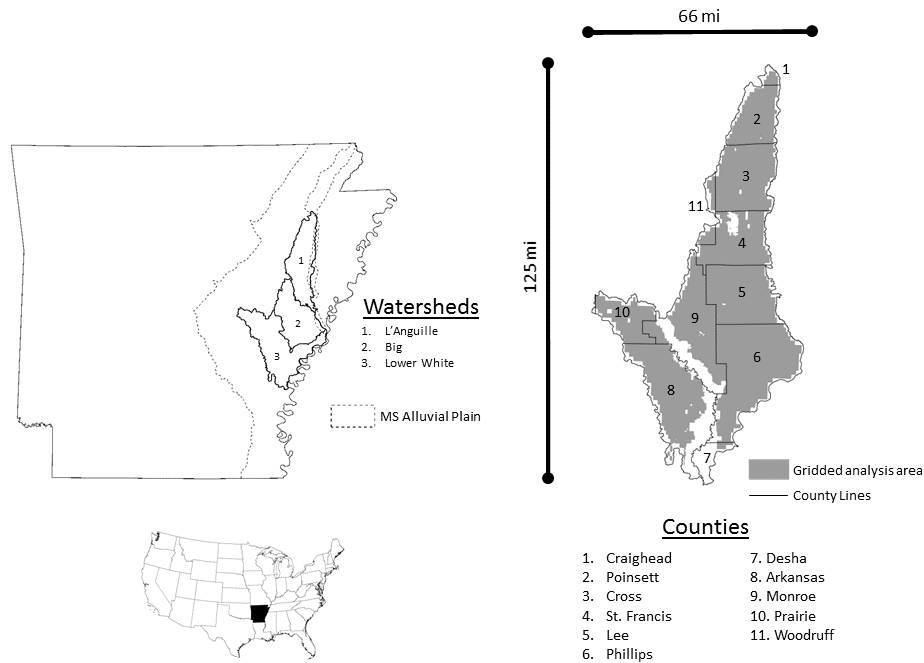 66 mi
125 mi
1
2
3
11
4
5
9
10
6
8
7
1
2
3
Watersheds
1. L'Anguille
2. Big
3. Lower White
MS Alluvial Plain
Gridded analysis area
County Lines
Counties
1. Craighead
2. Poinsett
3. Cross
4. St. Francis
5. Lee
6. Phillips
7. Desha
8. Arkansas
9. Monroe
10. Prairie
11. Woodruff